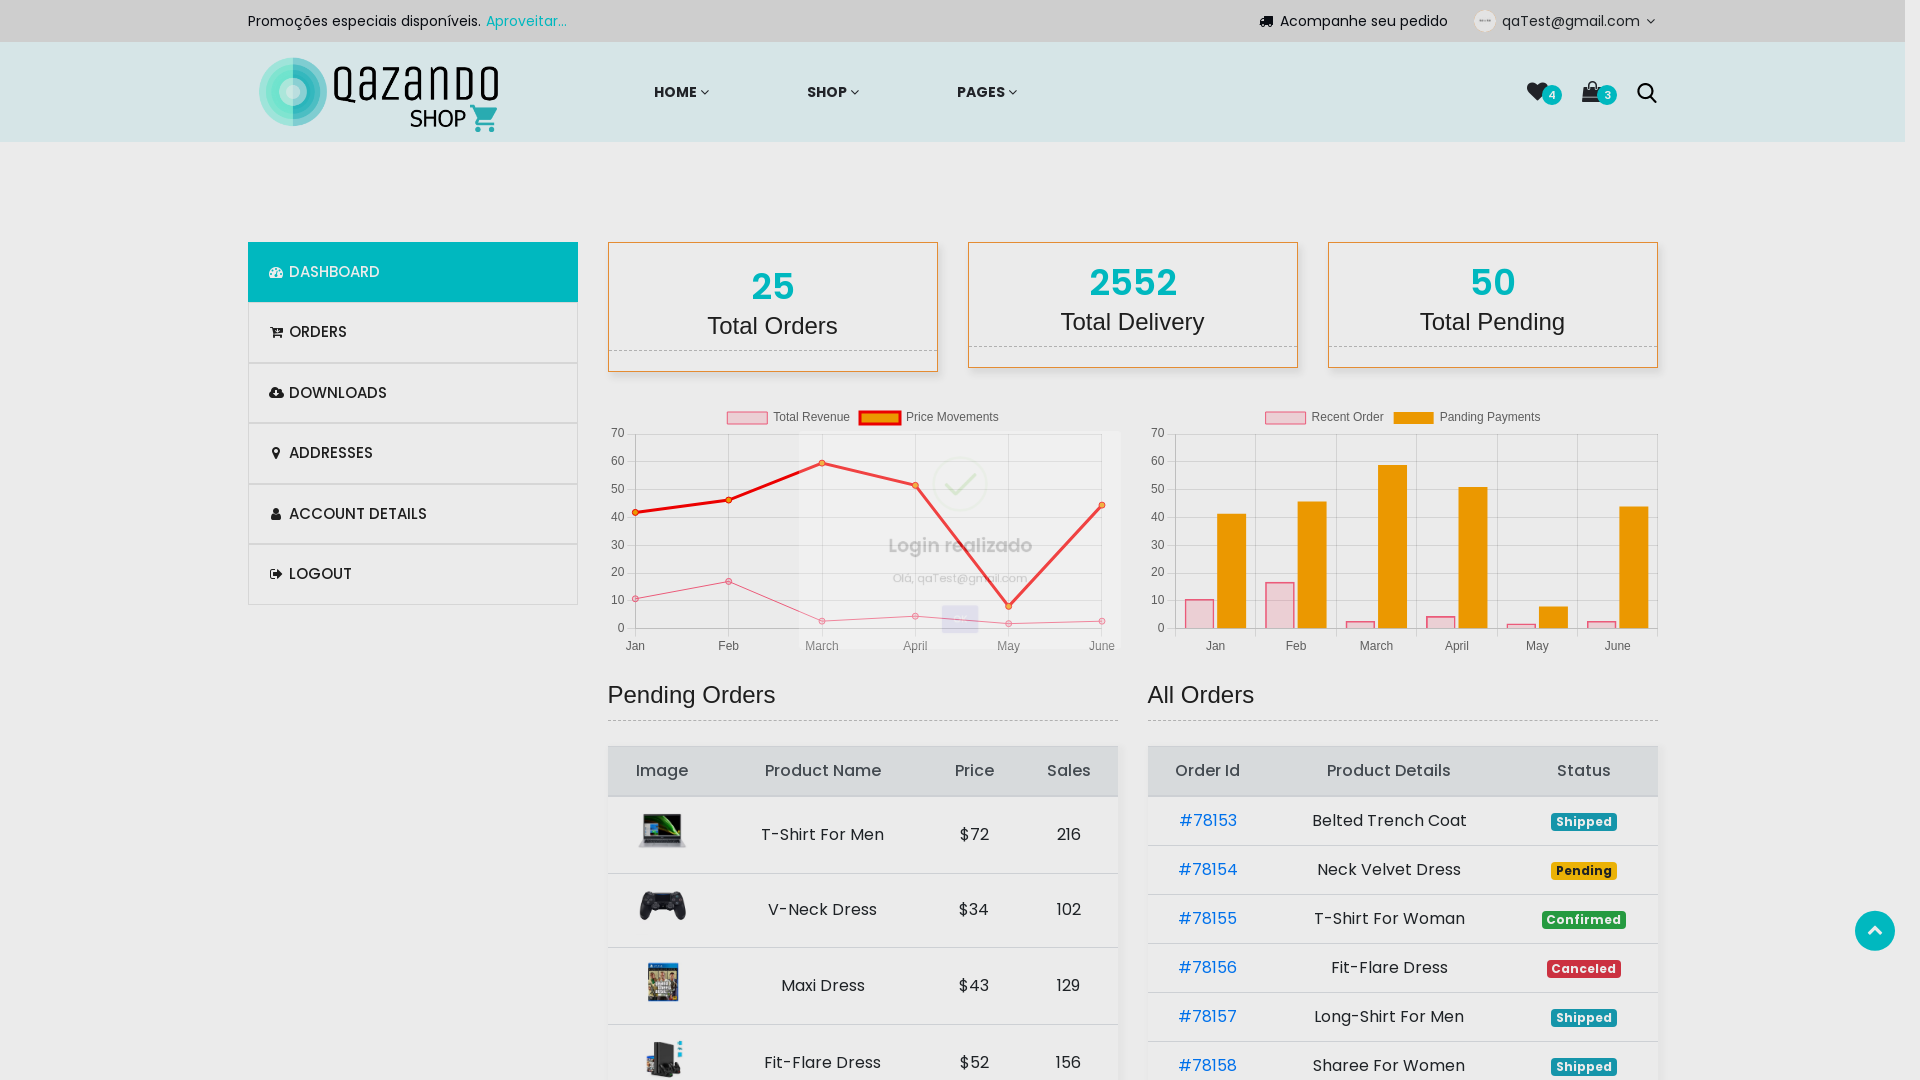 Promoções especiais disponíveis. Aproveitar...
Acompanhe seu pedido
qaTest@gmail.com
QAZANDO
SHOP
HOME
SHOP
PAGES
4
3
DASHBOARD
ORDERS
DOWNLOADS
ADDRESSES
ACCOUNT DETAILS
LOGOUT
25
Total Orders
2552
Total Delivery
50
Total Pending
Total Revenue
Price Movements
70
60
50
40
30
20
10
0
Jan Feb March April May June
Login realizado
Olá, qaTest@gmail.com
Recent Order
Panding Payments
70
60
50
40
30
20
10
0
Jan Feb March April May June
Pending Orders
Image Product Name Price Sales
T-Shirt For Men $72 216
V-Neck Dress $34 102
Maxi Dress $43 129
Fit-Flare Dress $52 156
All Orders
Order Id Product Details Status
#78153 Belted Trench Coat Shipped
#78154 Neck Velvet Dress Pending
#78155 T-Shirt For Woman Confirmed
#78156 Fit-Flare Dress Canceled
#78157 Long-Shirt For Men Shipped
#78158 Sharee For Women Shipped